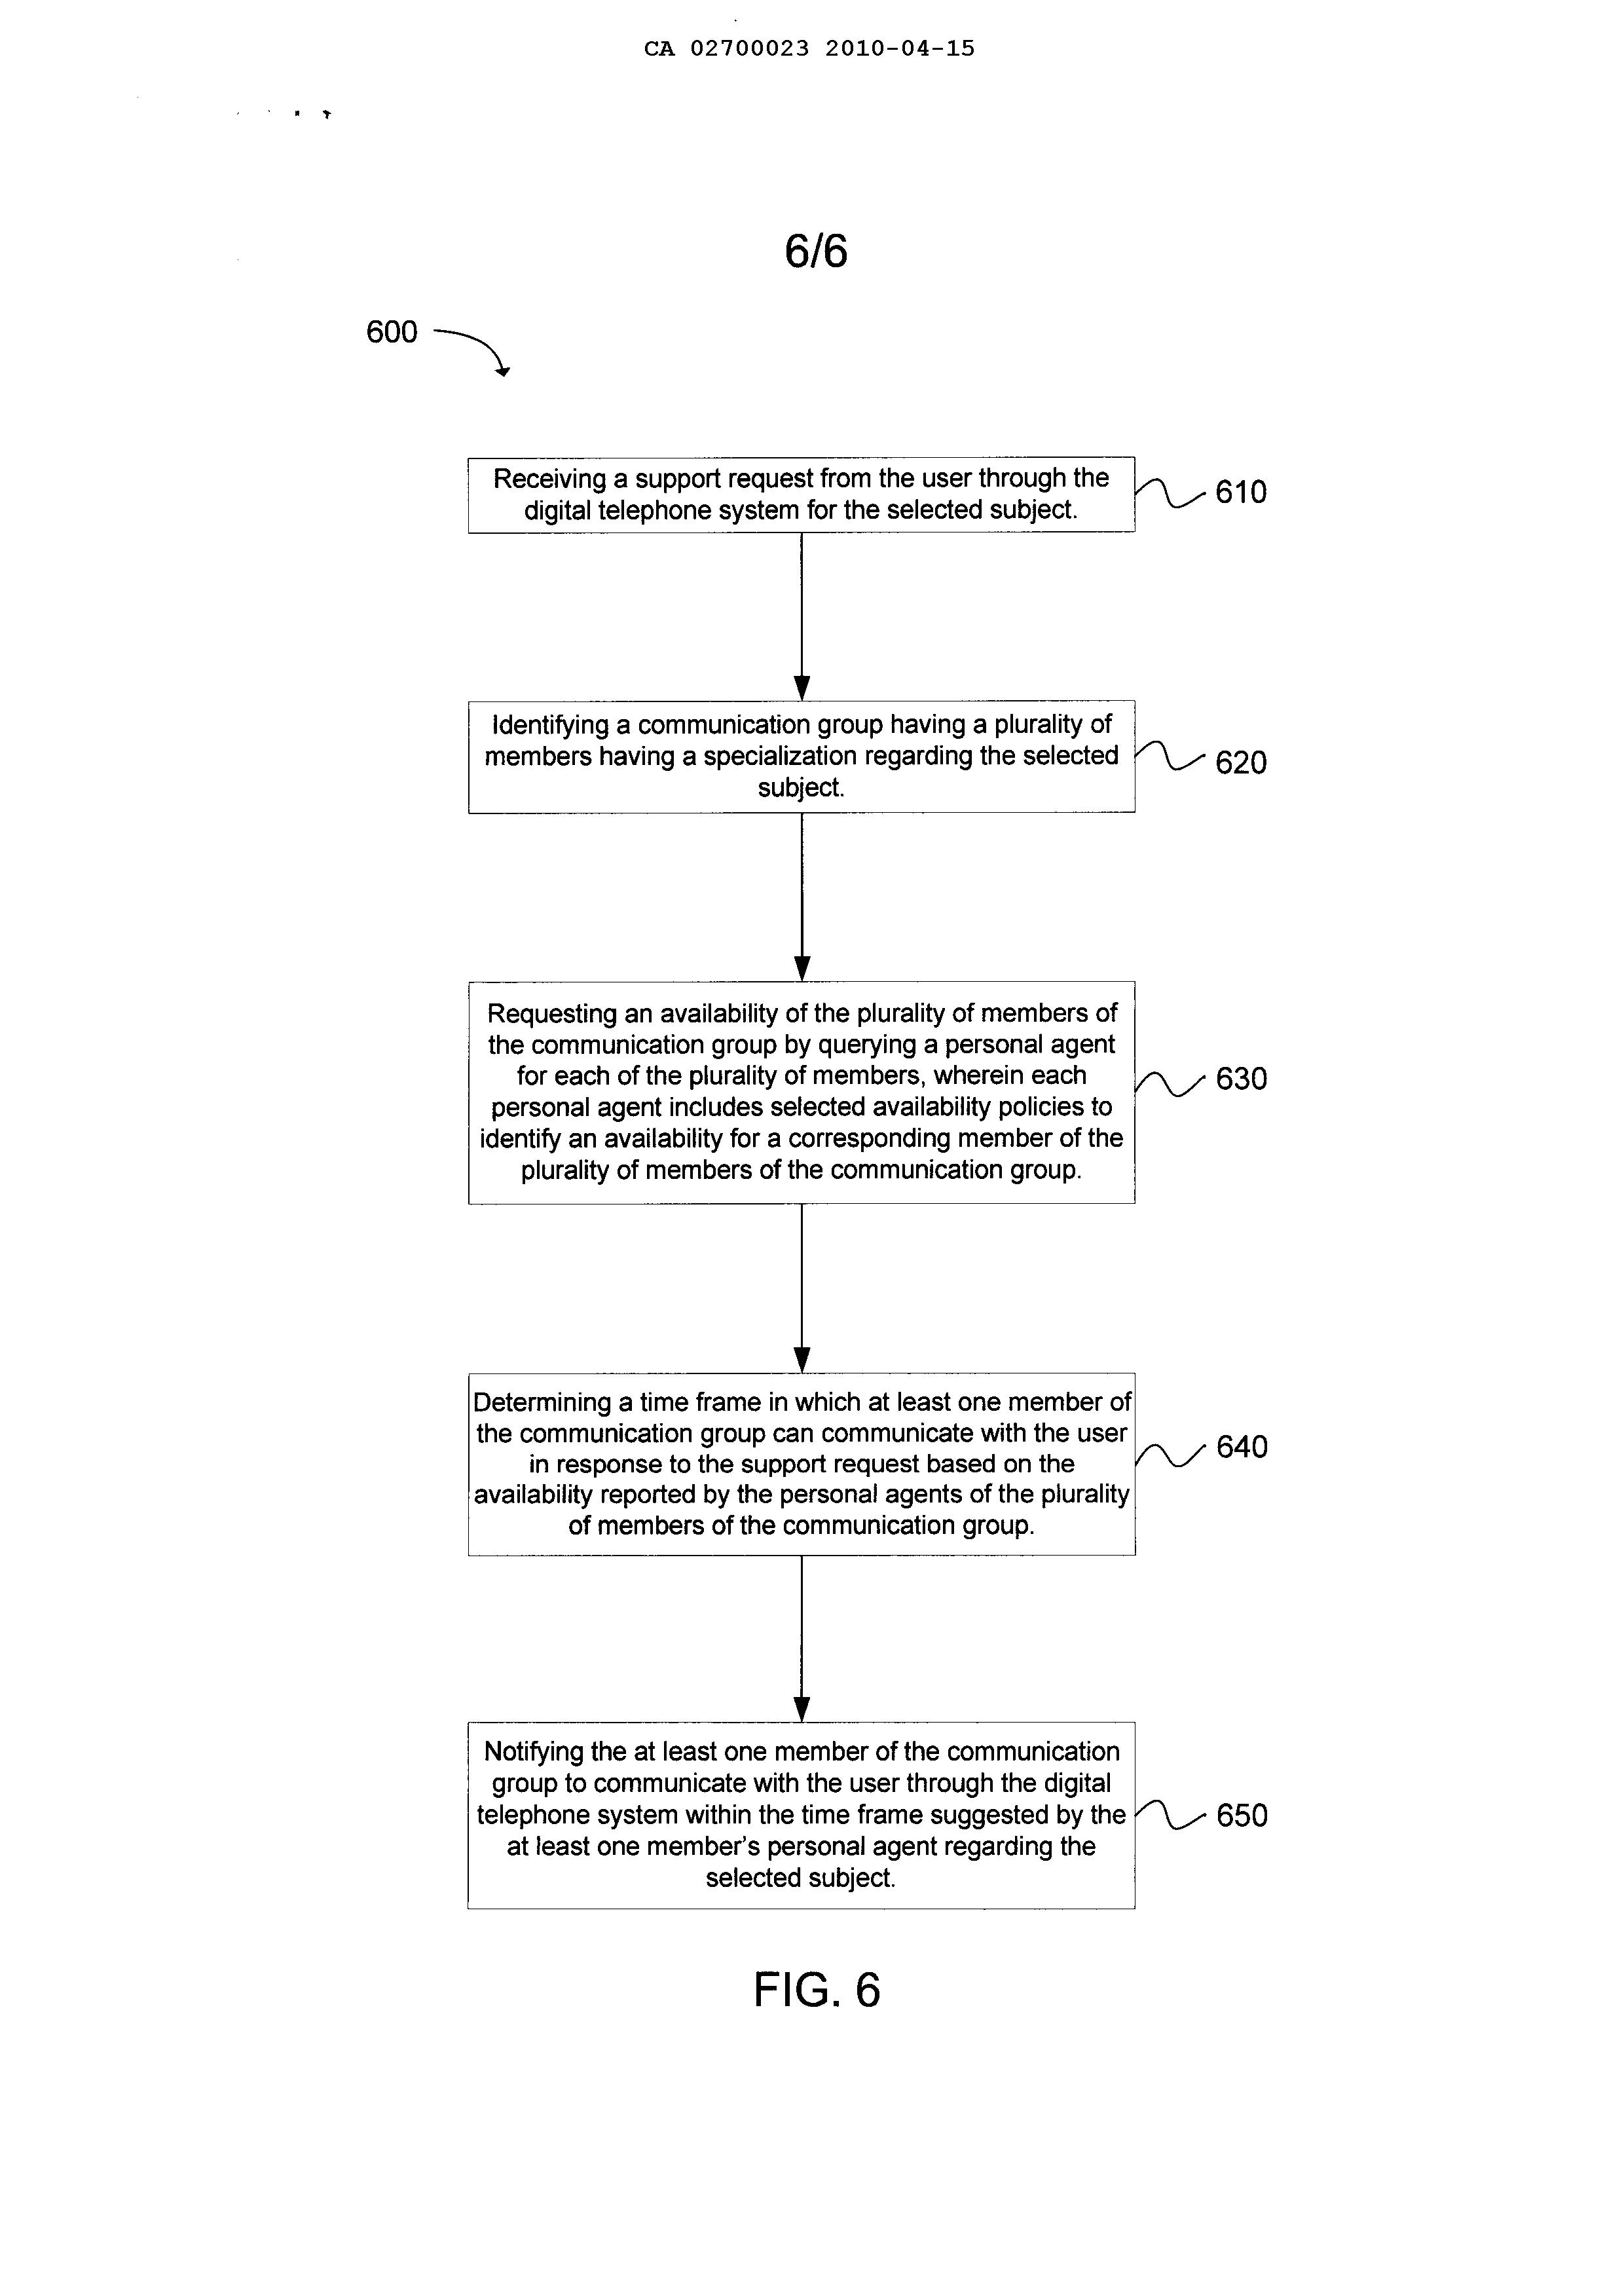 CA 02700023 2010-04-15
6/6
600
Receiving a support request from the user through the
digital telephone system for the selected subject.
610
Identifying a communication group having a plurality of
members having a specialization regarding the selected
subject.
620
Requesting an availability of the plurality of members of
the communication group by querying a personal agent
for each of the plurality of members, wherein each
personal agent includes selected availability policies to
identify an availability for a corresponding member of the
plurality of members of the communication group.
630
Determining a time frame in which at least one member of
the communication group can communicate with the user
in response to the support request based on the
availability reported by the personal agents of the plurality
of members of the communication group.
640
Notifying the at least one member of the communication
group to communicate with the user through the digital
telephone system within the time frame suggested by the
at least one member's personal agent regarding the
selected subject.
650
FIG. 6